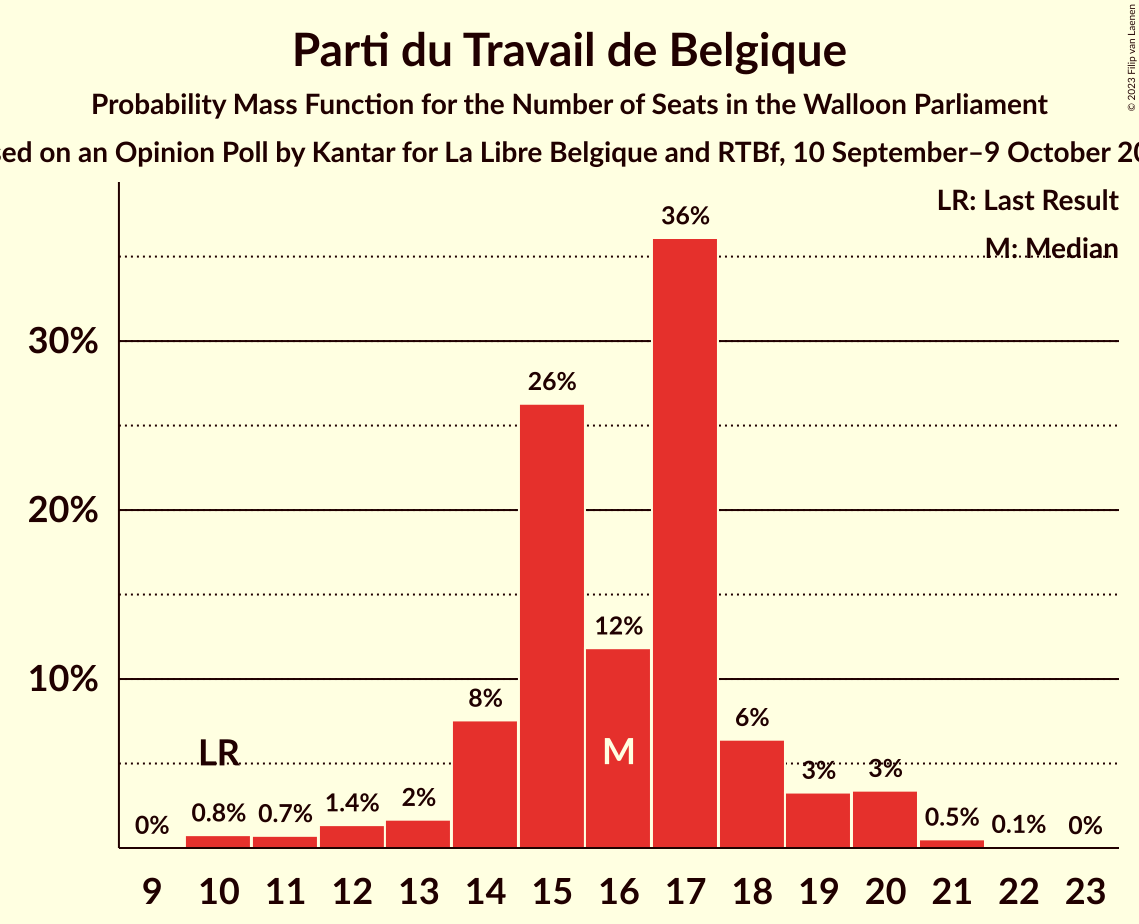 Parti du Travail de Belgique
Probability Mass Function for the Number of Seats in the Walloon Parliament
on an Opinion Poll by Kantar for La Libre Belgique and RTBf, 10 September–9 October
© 2023 Filip van Laenen
LR: Last Result
M: Median
30%
20%
10%
0%
0.8%
0.7%
1.4%
2%
8%
26%
12%
36%
6%
3%
3%
0.5%
0.1%
0%
LR
M
9 10 11 12 13 14 15 16 17 18 19 20 21 22 23